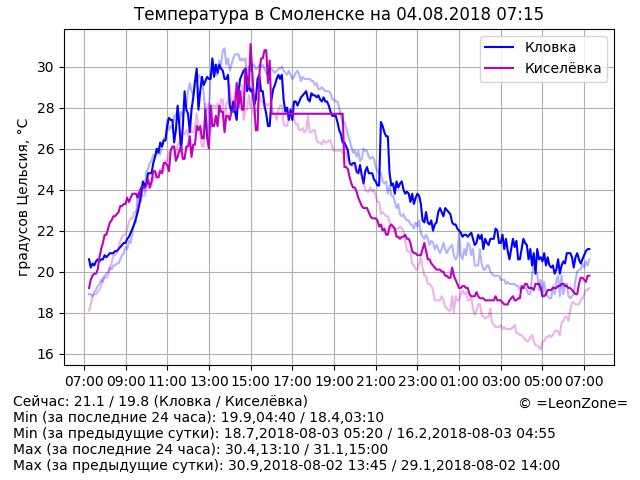 Температура в Смоленске на 04.08.2018 07:15
Кловка
Киселёвка
градусов Цельсия, °C
30
28
26
24
22
20
18
16
07:00 09:00 11:00 13:00 15:00 17:00 19:00 21:00 23:00 01:00 03:00 05:00 07:00
Сейчас: 21.1 / 19.8 (Кловка / Киселёвка)
© =LeonZone=
Min (за последние 24 часа): 19.9,04:40 / 18.4,03:10
Min (за предыдущие сутки): 18.7,2018-08-03 05:20 / 16.2,2018-08-03 04:55
Max (за последние 24 часа): 30.4,13:10 / 31.1,15:00
Max (за предыдущие сутки): 30.9,2018-08-02 13:45 / 29.1,2018-08-02 14:00